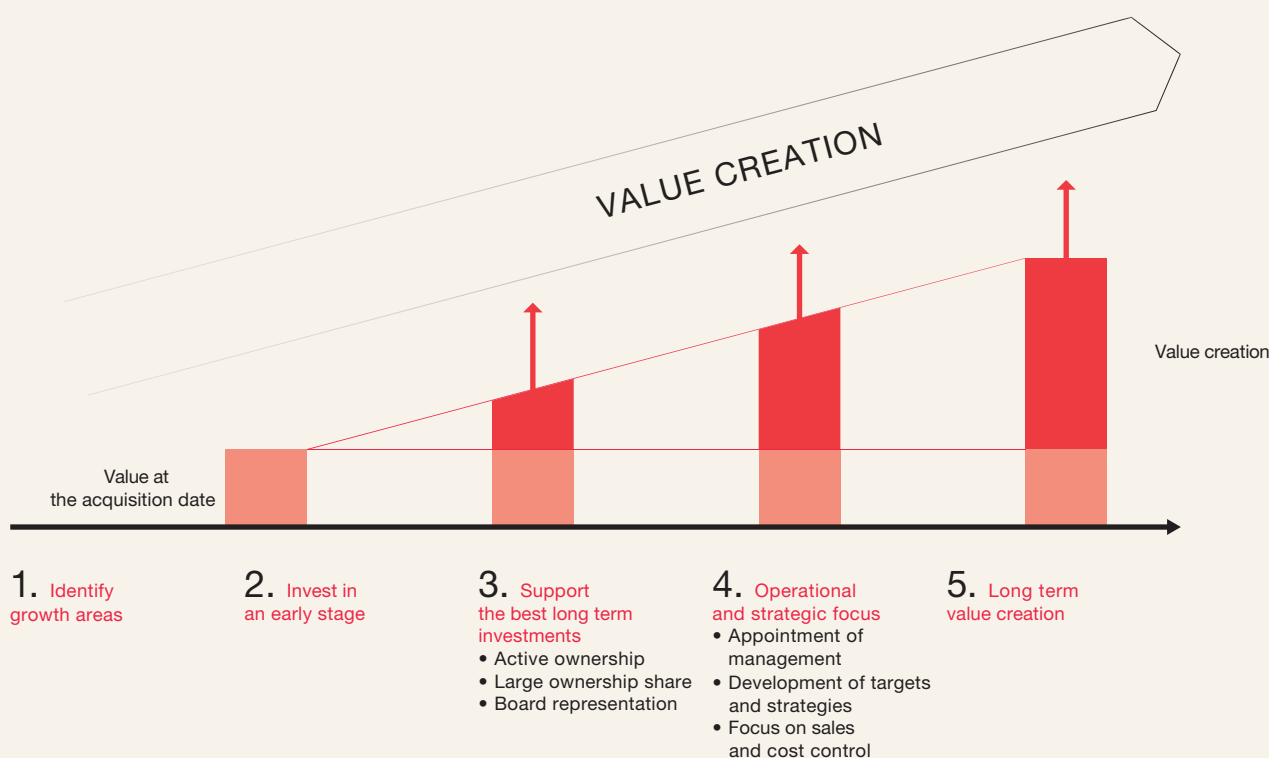 VALUE CREATION
Value creation
Value at
the acquisition date
1. Identify
growth areas
2. Invest in
an early stage
3. Support
the best long term
investments
• Active ownership
• Large ownership share
• Board representation
4. Operational
and strategic focus
• Appointment of
management
• Development of targets
and strategies
• Focus on sales
and cost control
5. Long term
value creation